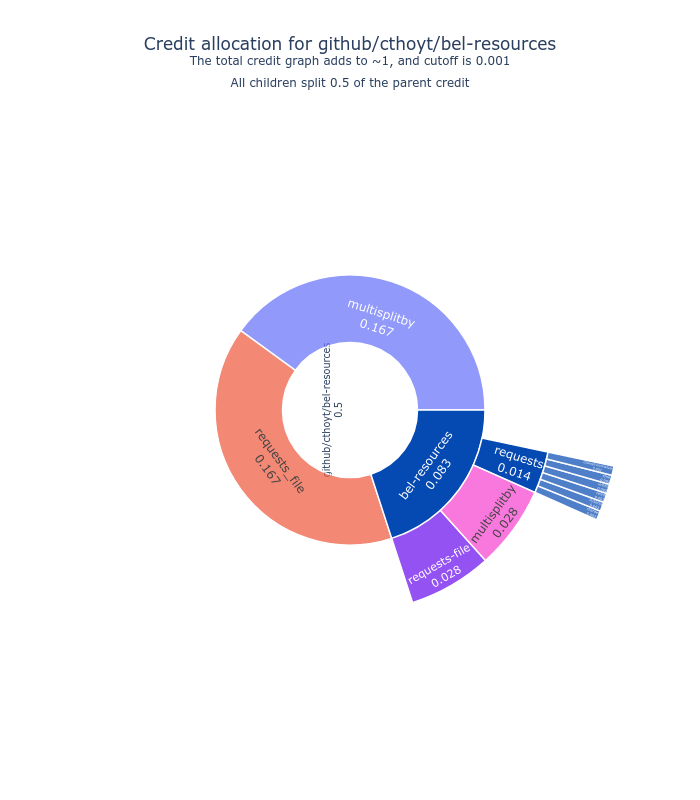 Credit allocation for github/cthoyt/bel-resources
The total credit graph adds to ~1, and cutoff is 0.001
All children split 0.5 of the parent credit
multisplitby
0.167
github/cthoyt/bel-resources
0.5
requests_file
0.167
bel-resources
0.083
requests
0.014
multisplitby
0.028
requests-file
0.028